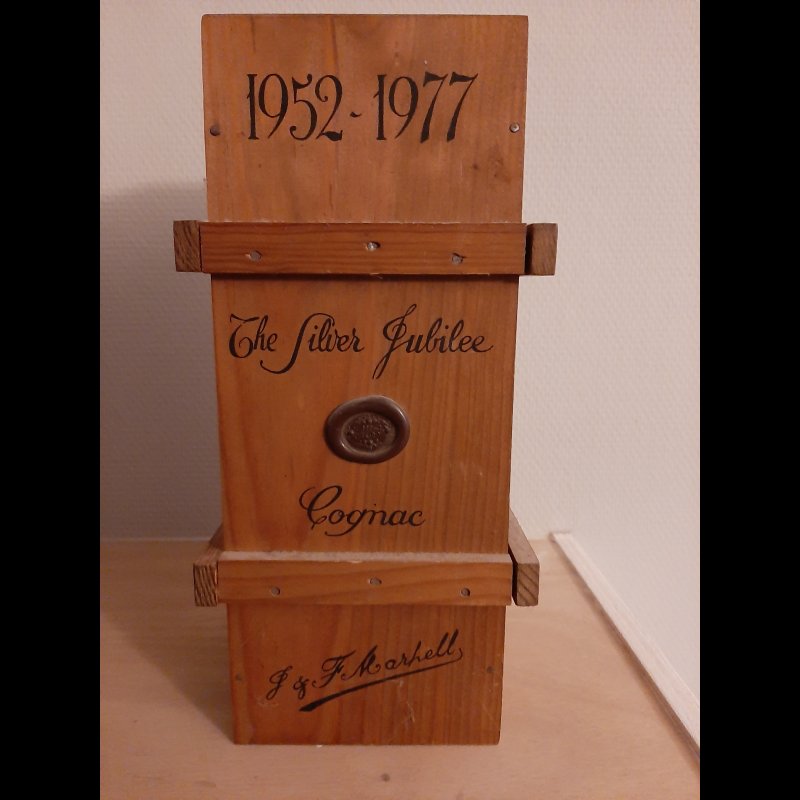 1952-1977
The Silver Jubilee
Cognac
J & F Martell